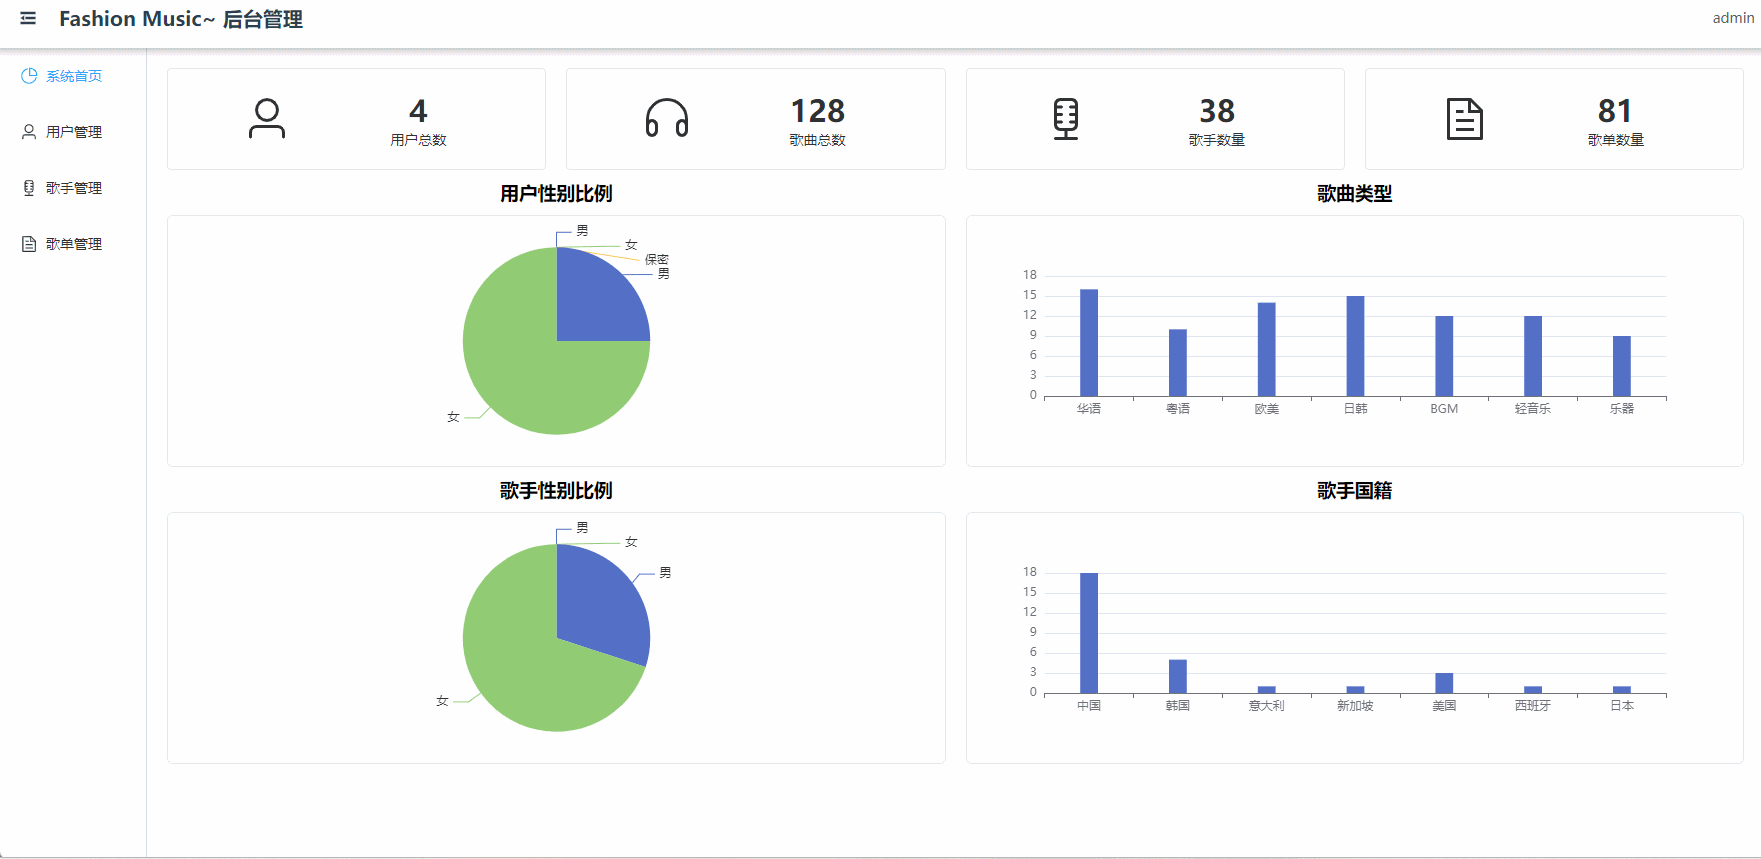 Fashion Music~ 后台管理
admin
系统首页
用户管理
歌手管理
歌单管理
4
用户总数
128
歌曲总数
38
歌手数量
81
歌单数量
用户性别比例
男
女
保密
男
女
歌曲类型
18
15
12
9
6
3
0
华语
粤语
欧美
日韩
BGM
轻音乐
乐器
歌手性别比例
男
女
男
女
歌手国籍
18
15
12
9
6
3
0
中国
韩国
意大利
新加坡
美国
西班牙
日本